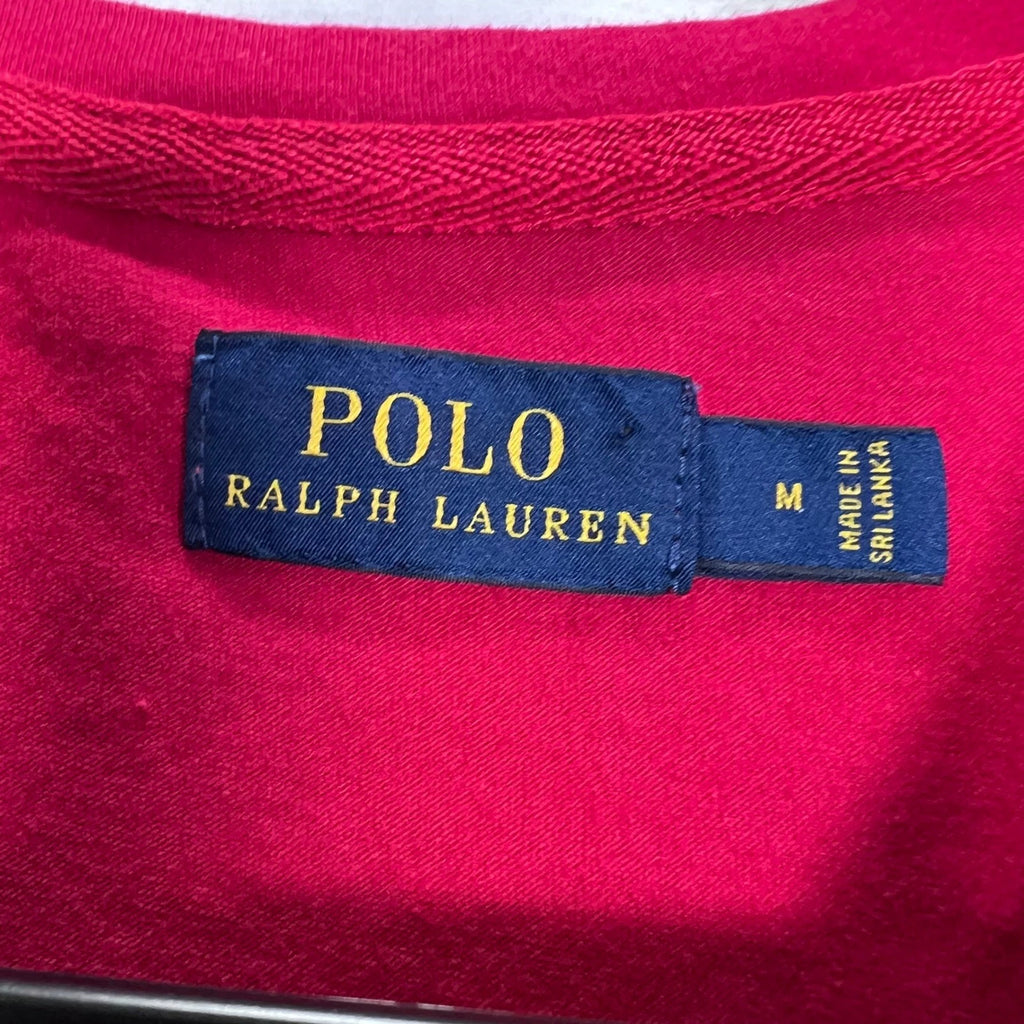 POLO
RALPH LAUREN
M
MADE IN
SRI LANKA